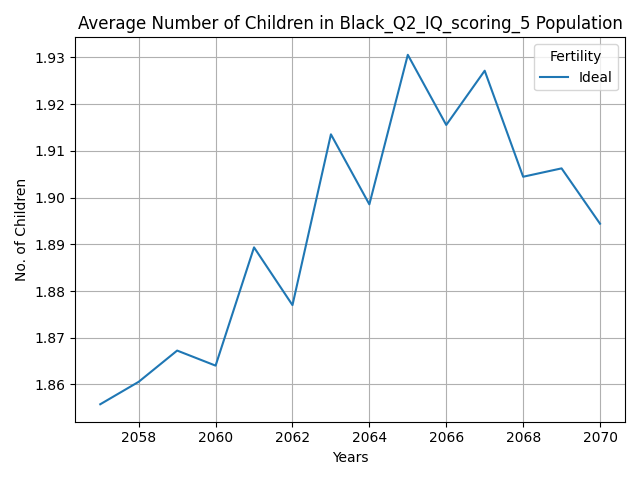 Average Number of Children in Black_Q2_IQ_scoring_5 Population
Fertility
Ideal
No. of Children
1.93
1.92
1.91
1.90
1.89
1.88
1.87
1.86
2058 2060 2062 2064 2066 2068 2070
Years